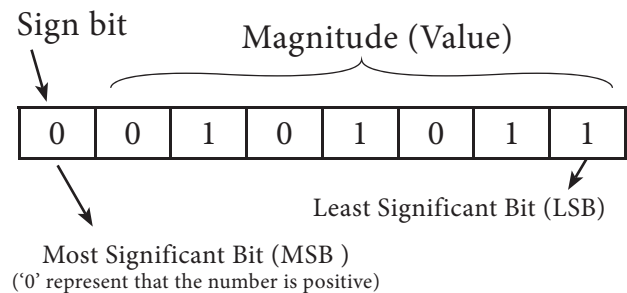 Sign bit
Magnitude (Value)
0 0 1 0 1 0 1 1
Least Significant Bit (LSB)
Most Significant Bit (MSB )
(‘0’ represent that the number is positive)